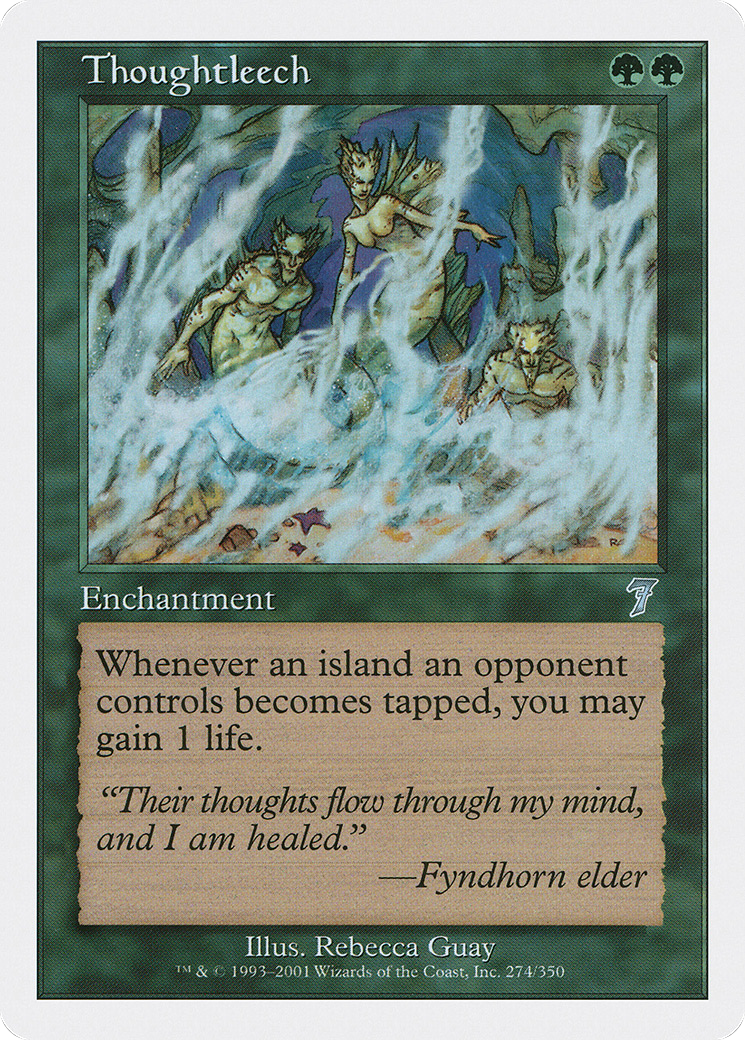 Thoughtleech
Enchantment
7
Whenever an island an opponent
controls becomes tapped, you may
gain 1 life.
“Their thoughts flow through my mind,
and I am healed.”
—Fyndhorn elder
Illus. Rebecca Guay
™ & © 1993–2001 Wizards of the Coast, Inc. 274/350